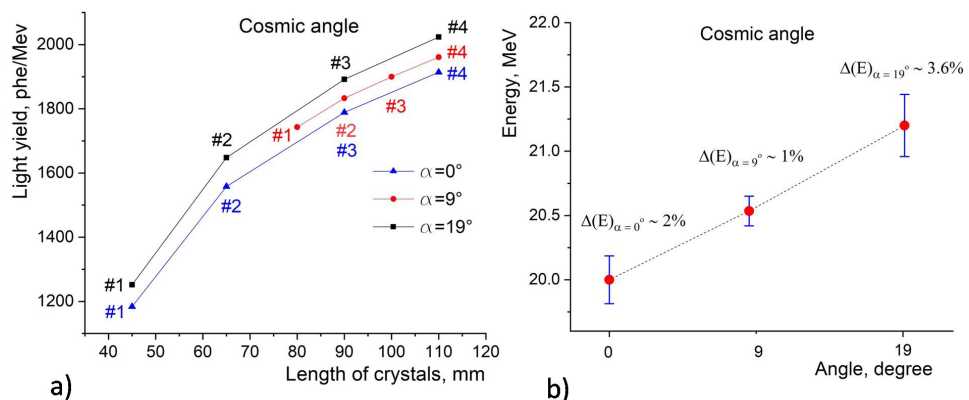 Cosmic angle
Light yield, phe/Mev
2000
1800
1600
1400
1200
#1
#2
#3
#4
#1
#2
#3
#4
#1
#2
#3
#4
α=0°
α=9°
α=19°
40 50 60 70 80 90 100 110 120
Length of crystals, mm
a)
Cosmic angle
Energy, MeV
22.0
21.5
21.0
20.5
20.0
Δ(E)α = 19° ~ 3.6%
Δ(E)α = 9° ~ 1%
Δ(E)α = 0° ~ 2%
0 9 19
Angle, degree
b)